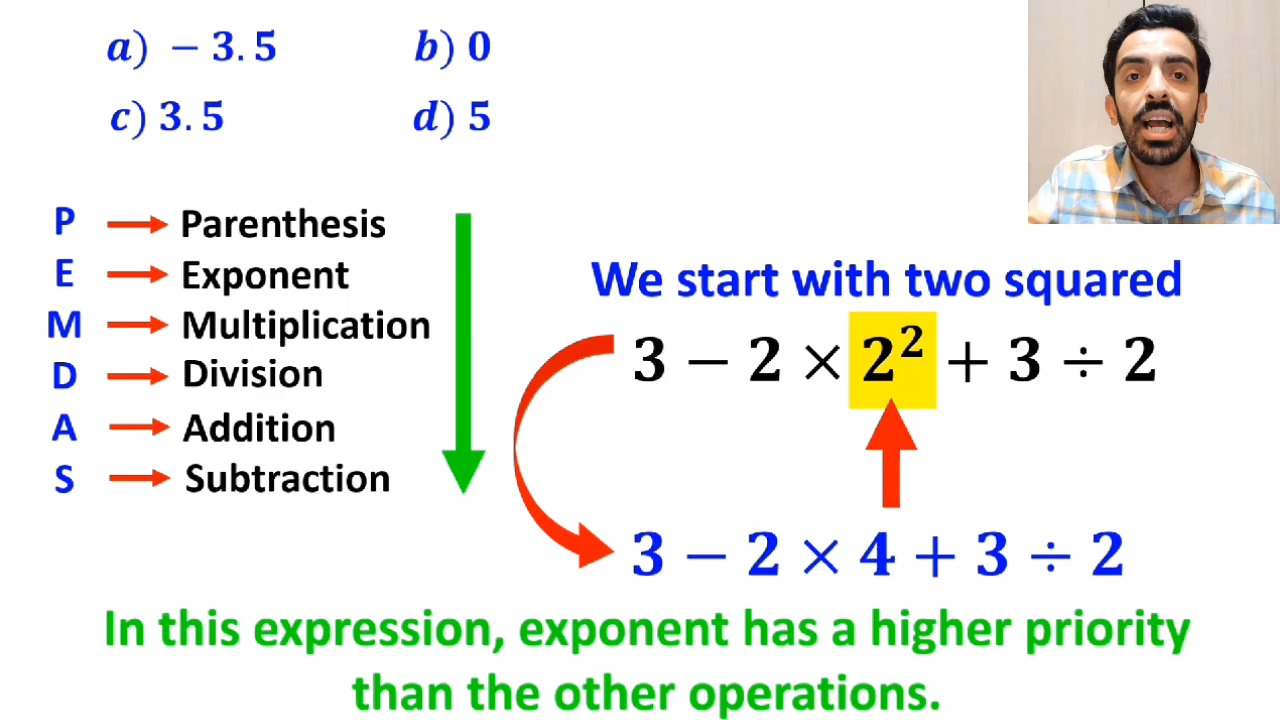 a) − 3.5 b) 0
c) 3.5 d) 5
P Parenthesis
E Exponent
M Multiplication
D Division
A Addition
S Subtraction
We start with two squared
3 − 2 × 2² + 3 ÷ 2
3 − 2 × 4 + 3 ÷ 2
In this expression, exponent has a higher priority
than the other operations.